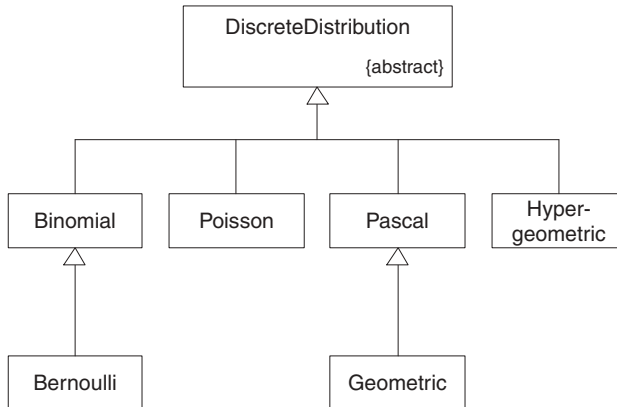 DiscreteDistribution
{abstract}
Binomial
Poisson
Pascal
Hyper-
geometric
Bernoulli
Geometric